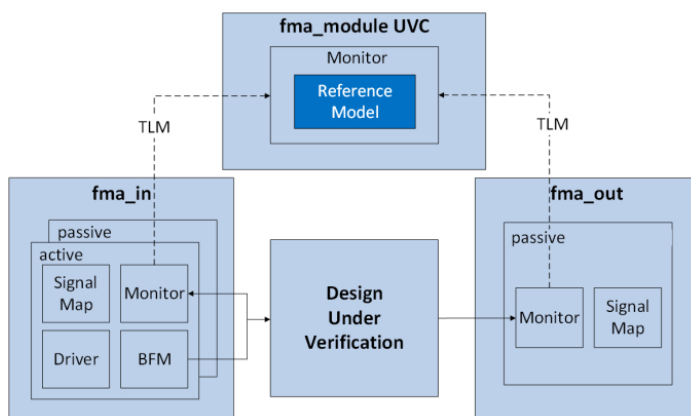 fma_module UVC
Monitor
Reference
Model
TLM
TLM
fma_in
passive
active
Signal
Map
Monitor
Driver
BFM
Design
Under
Verification
fma_out
passive
Monitor
Signal
Map